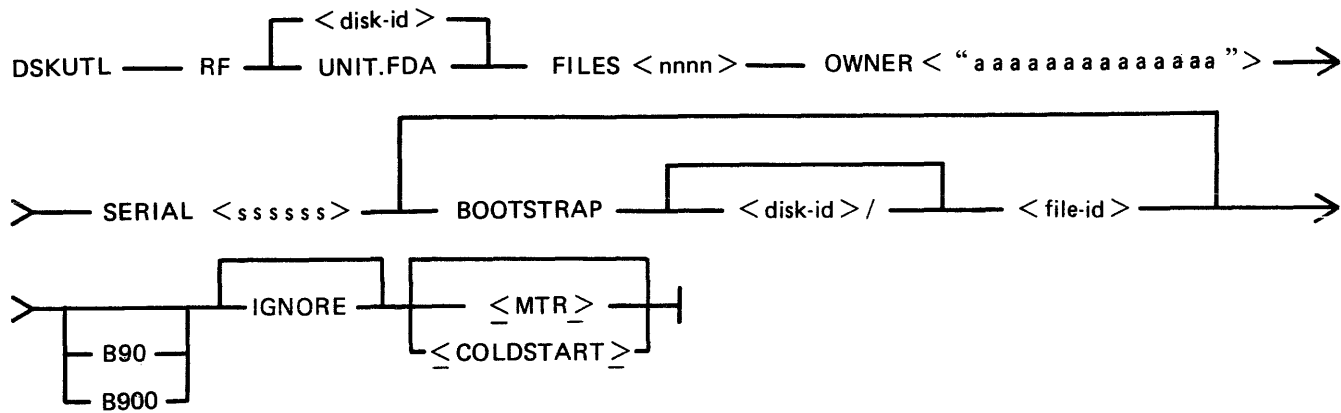 <disk-id>
DSKUTL RF UNIT.FDA FILES <nnnn> OWNER < “aaaaaaaaaaaaaa”>
SERIAL <ssssss> BOOTSTRAP <disk-id>/ <file-id>
IGNORE <MTR>
B90 <COLDSTART>
B900